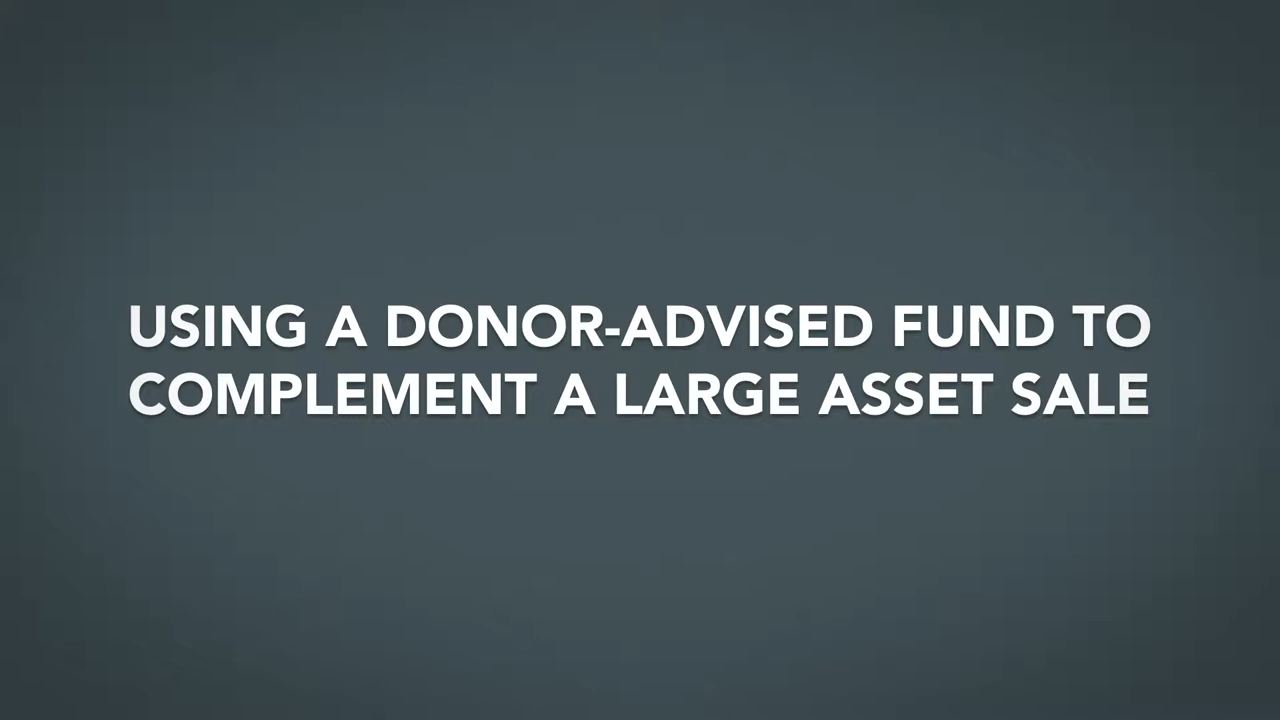 USING A DONOR-ADVISED FUND TO
COMPLEMENT A LARGE ASSET SALE